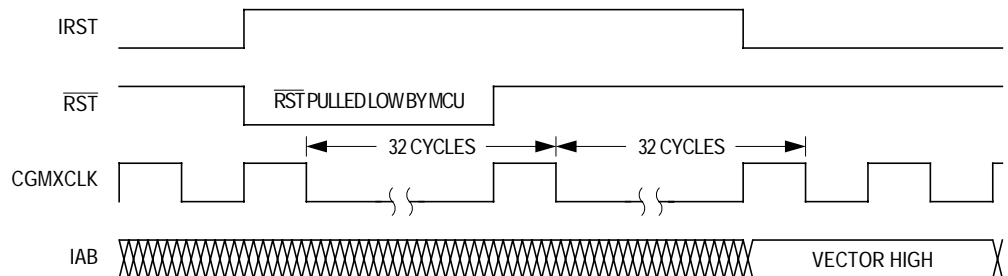 IRST
RST
RST PULLED LOW BY MCU
32 CYCLES
32 CYCLES
CGMXCLK
IAB
VECTOR HIGH